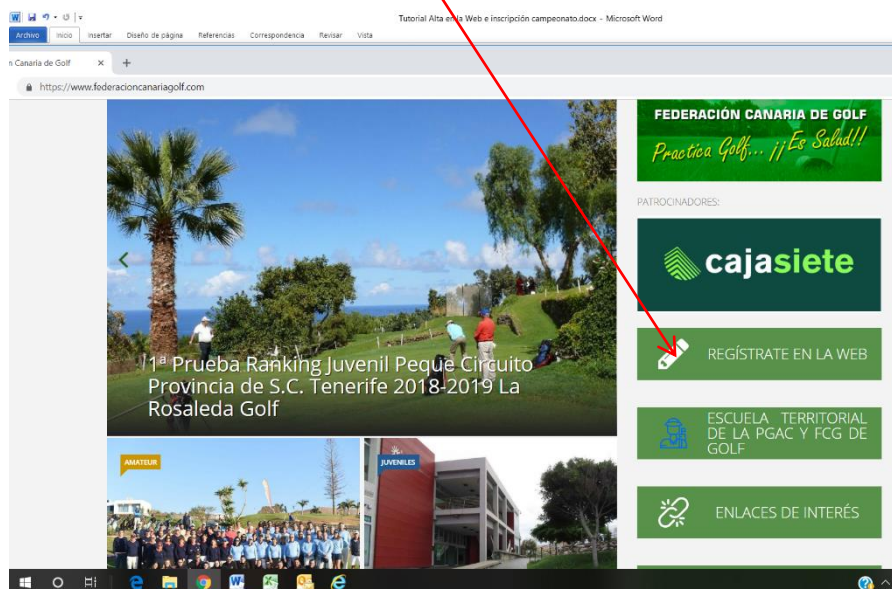 Tutorial Alta en la Web e inscripción campeonato.docx - Microsoft Word
Archivo Inicio Insertar Diseño de página Referencias Correspondencia Revisar Vista
n Canaria de Golf
https://www.federacioncanariagolf.com
FEDERACIÓN CANARIA DE GOLF
Practica Golf... ¡¡Es Salud!!
PATROCINADORES:
cajasiete
REGÍSTRATE EN LA WEB
1ª Prueba Ranking Juvenil Peque Circuito
Provincia de S.C. Tenerife 2018-2019 La
Rosaleda Golf
ESCUELA TERRITORIAL
DE LA PGAC Y FCG DE
GOLF
AMATEUR
JUVENILES
ENLACES DE INTERÉS